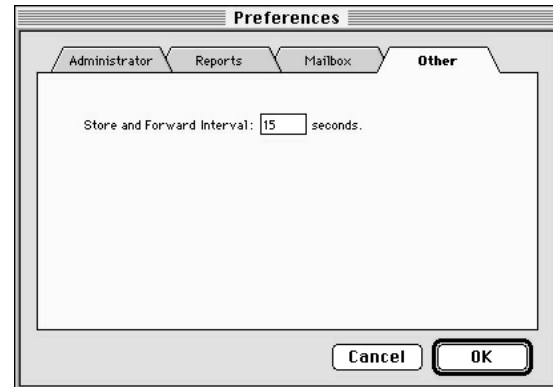 Preferences
Administrator Reports Mailbox Other
Store and Forward Interval: 15 seconds.
Cancel OK